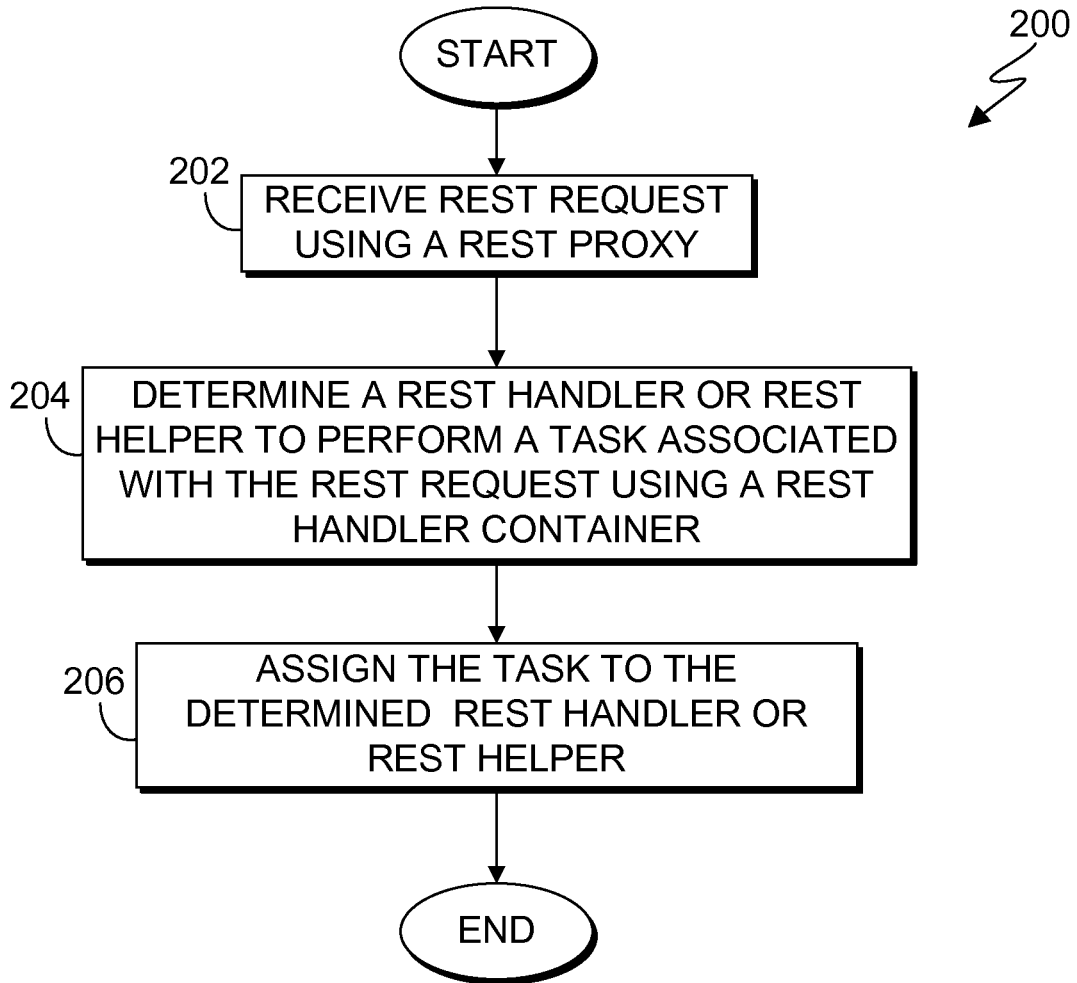 START
200
202
RECEIVE REST REQUEST
USING A REST PROXY
204
DETERMINE A REST HANDLER OR REST
HELPER TO PERFORM A TASK ASSOCIATED
WITH THE REST REQUEST USING A REST
HANDLER CONTAINER
206
ASSIGN THE TASK TO THE
DETERMINED REST HANDLER OR
REST HELPER
END